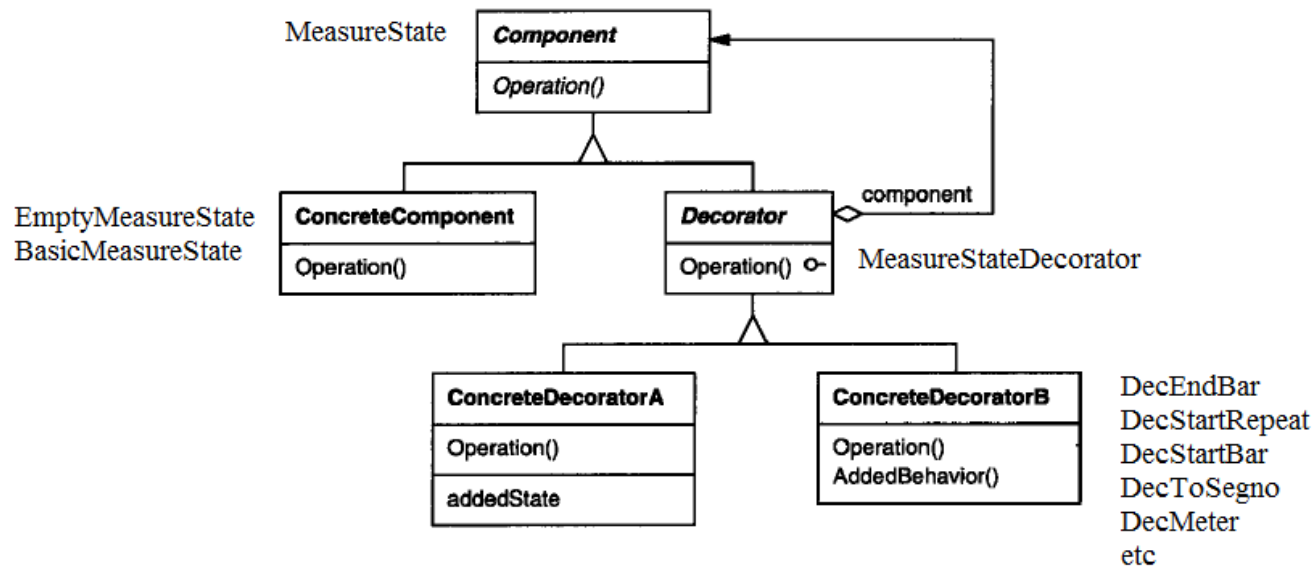 MeasureState
Component
Operation()
component
EmptyMeasureState
BasicMeasureState
ConcreteComponent
Operation()
Decorator
Operation()
MeasureStateDecorator
ConcreteDecoratorA
Operation()
addedState
ConcreteDecoratorB
Operation()
AddedBehavior()
DecEndBar
DecStartRepeat
DecStartBar
DecToSegno
DecMeter
etc